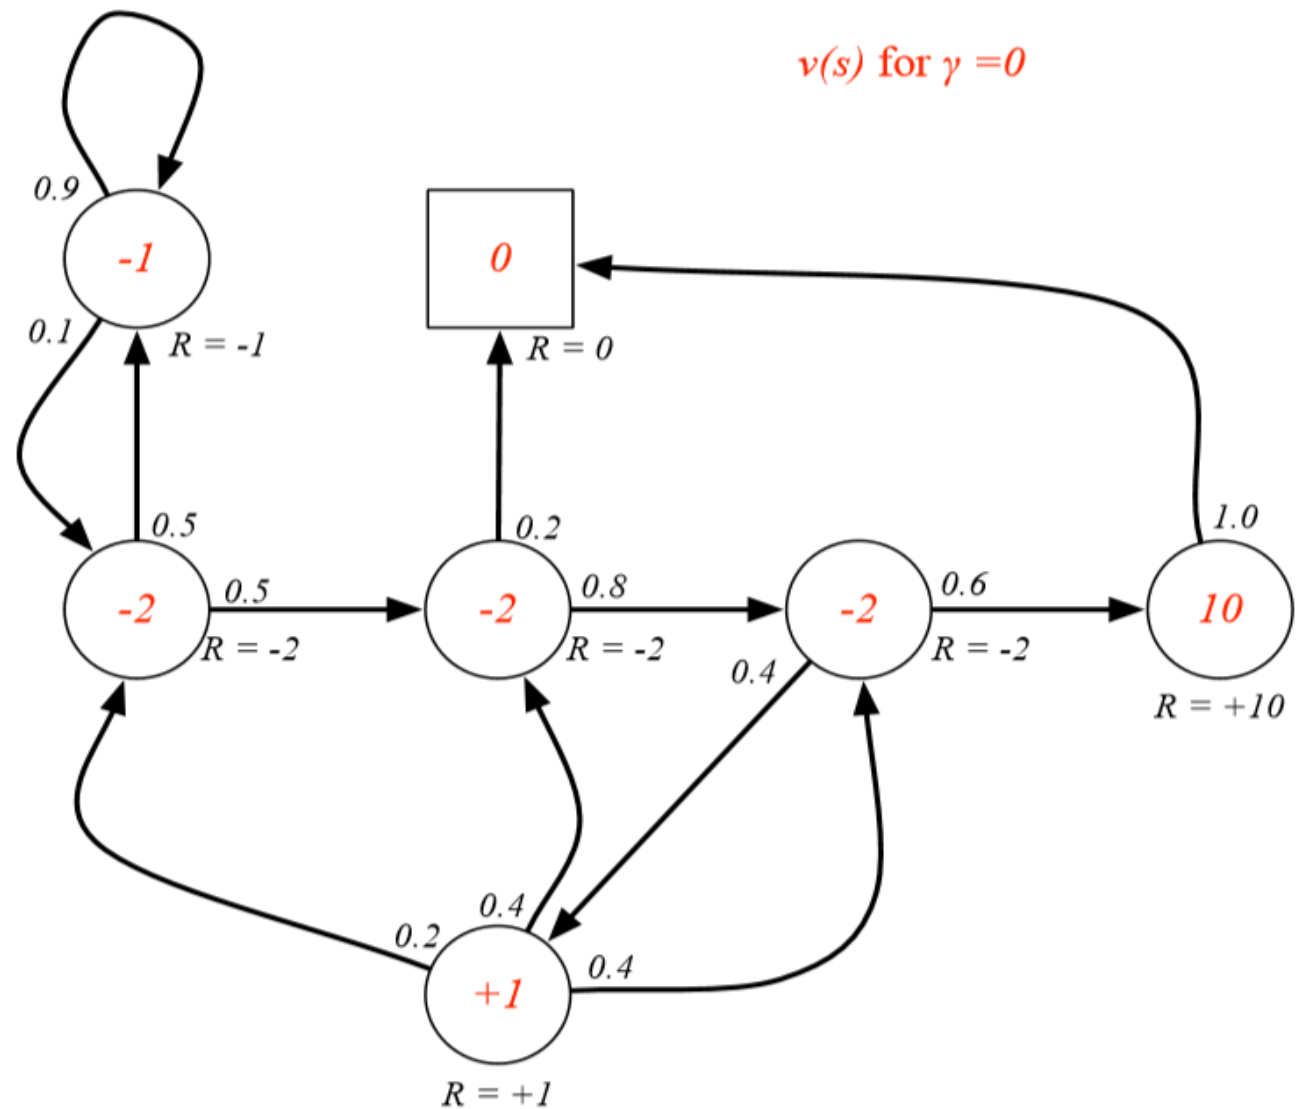 v(s) for γ =0
0.9
-1
0
0.1
R = -1
R = 0
0.5
0.2
1.0
-2
0.5
-2
0.8
-2
0.6
10
R = -2
R = -2
0.4
R = -2
R = +10
0.4
0.2
+1
0.4
R = +1